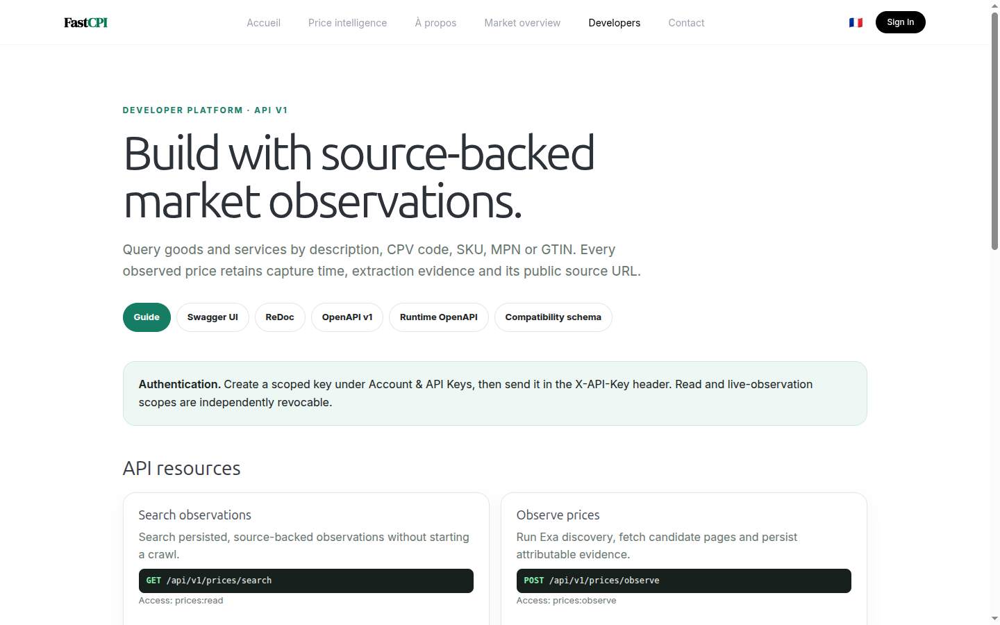 FastCPI
Accueil
Price intelligence
À propos
Market overview
Developers
Contact
Sign In
DEVELOPER PLATFORM · API V1
Build with source-backed
market observations.
Query goods and services by description, CPV code, SKU, MPN or GTIN. Every
observed price retains capture time, extraction evidence and its public source URL.
Guide
Swagger UI
ReDoc
OpenAPI v1
Runtime OpenAPI
Compatibility schema
Authentication. Create a scoped key under Account & API Keys, then send it in the X-API-Key header. Read and live-observation
scopes are independently revocable.
API resources
Search observations
Search persisted, source-backed observations without starting
a crawl.
GET /api/v1/prices/search
Access: prices:read
Observe prices
Run Exa discovery, fetch candidate pages and persist
attributable evidence.
POST /api/v1/prices/observe
Access: prices:observe